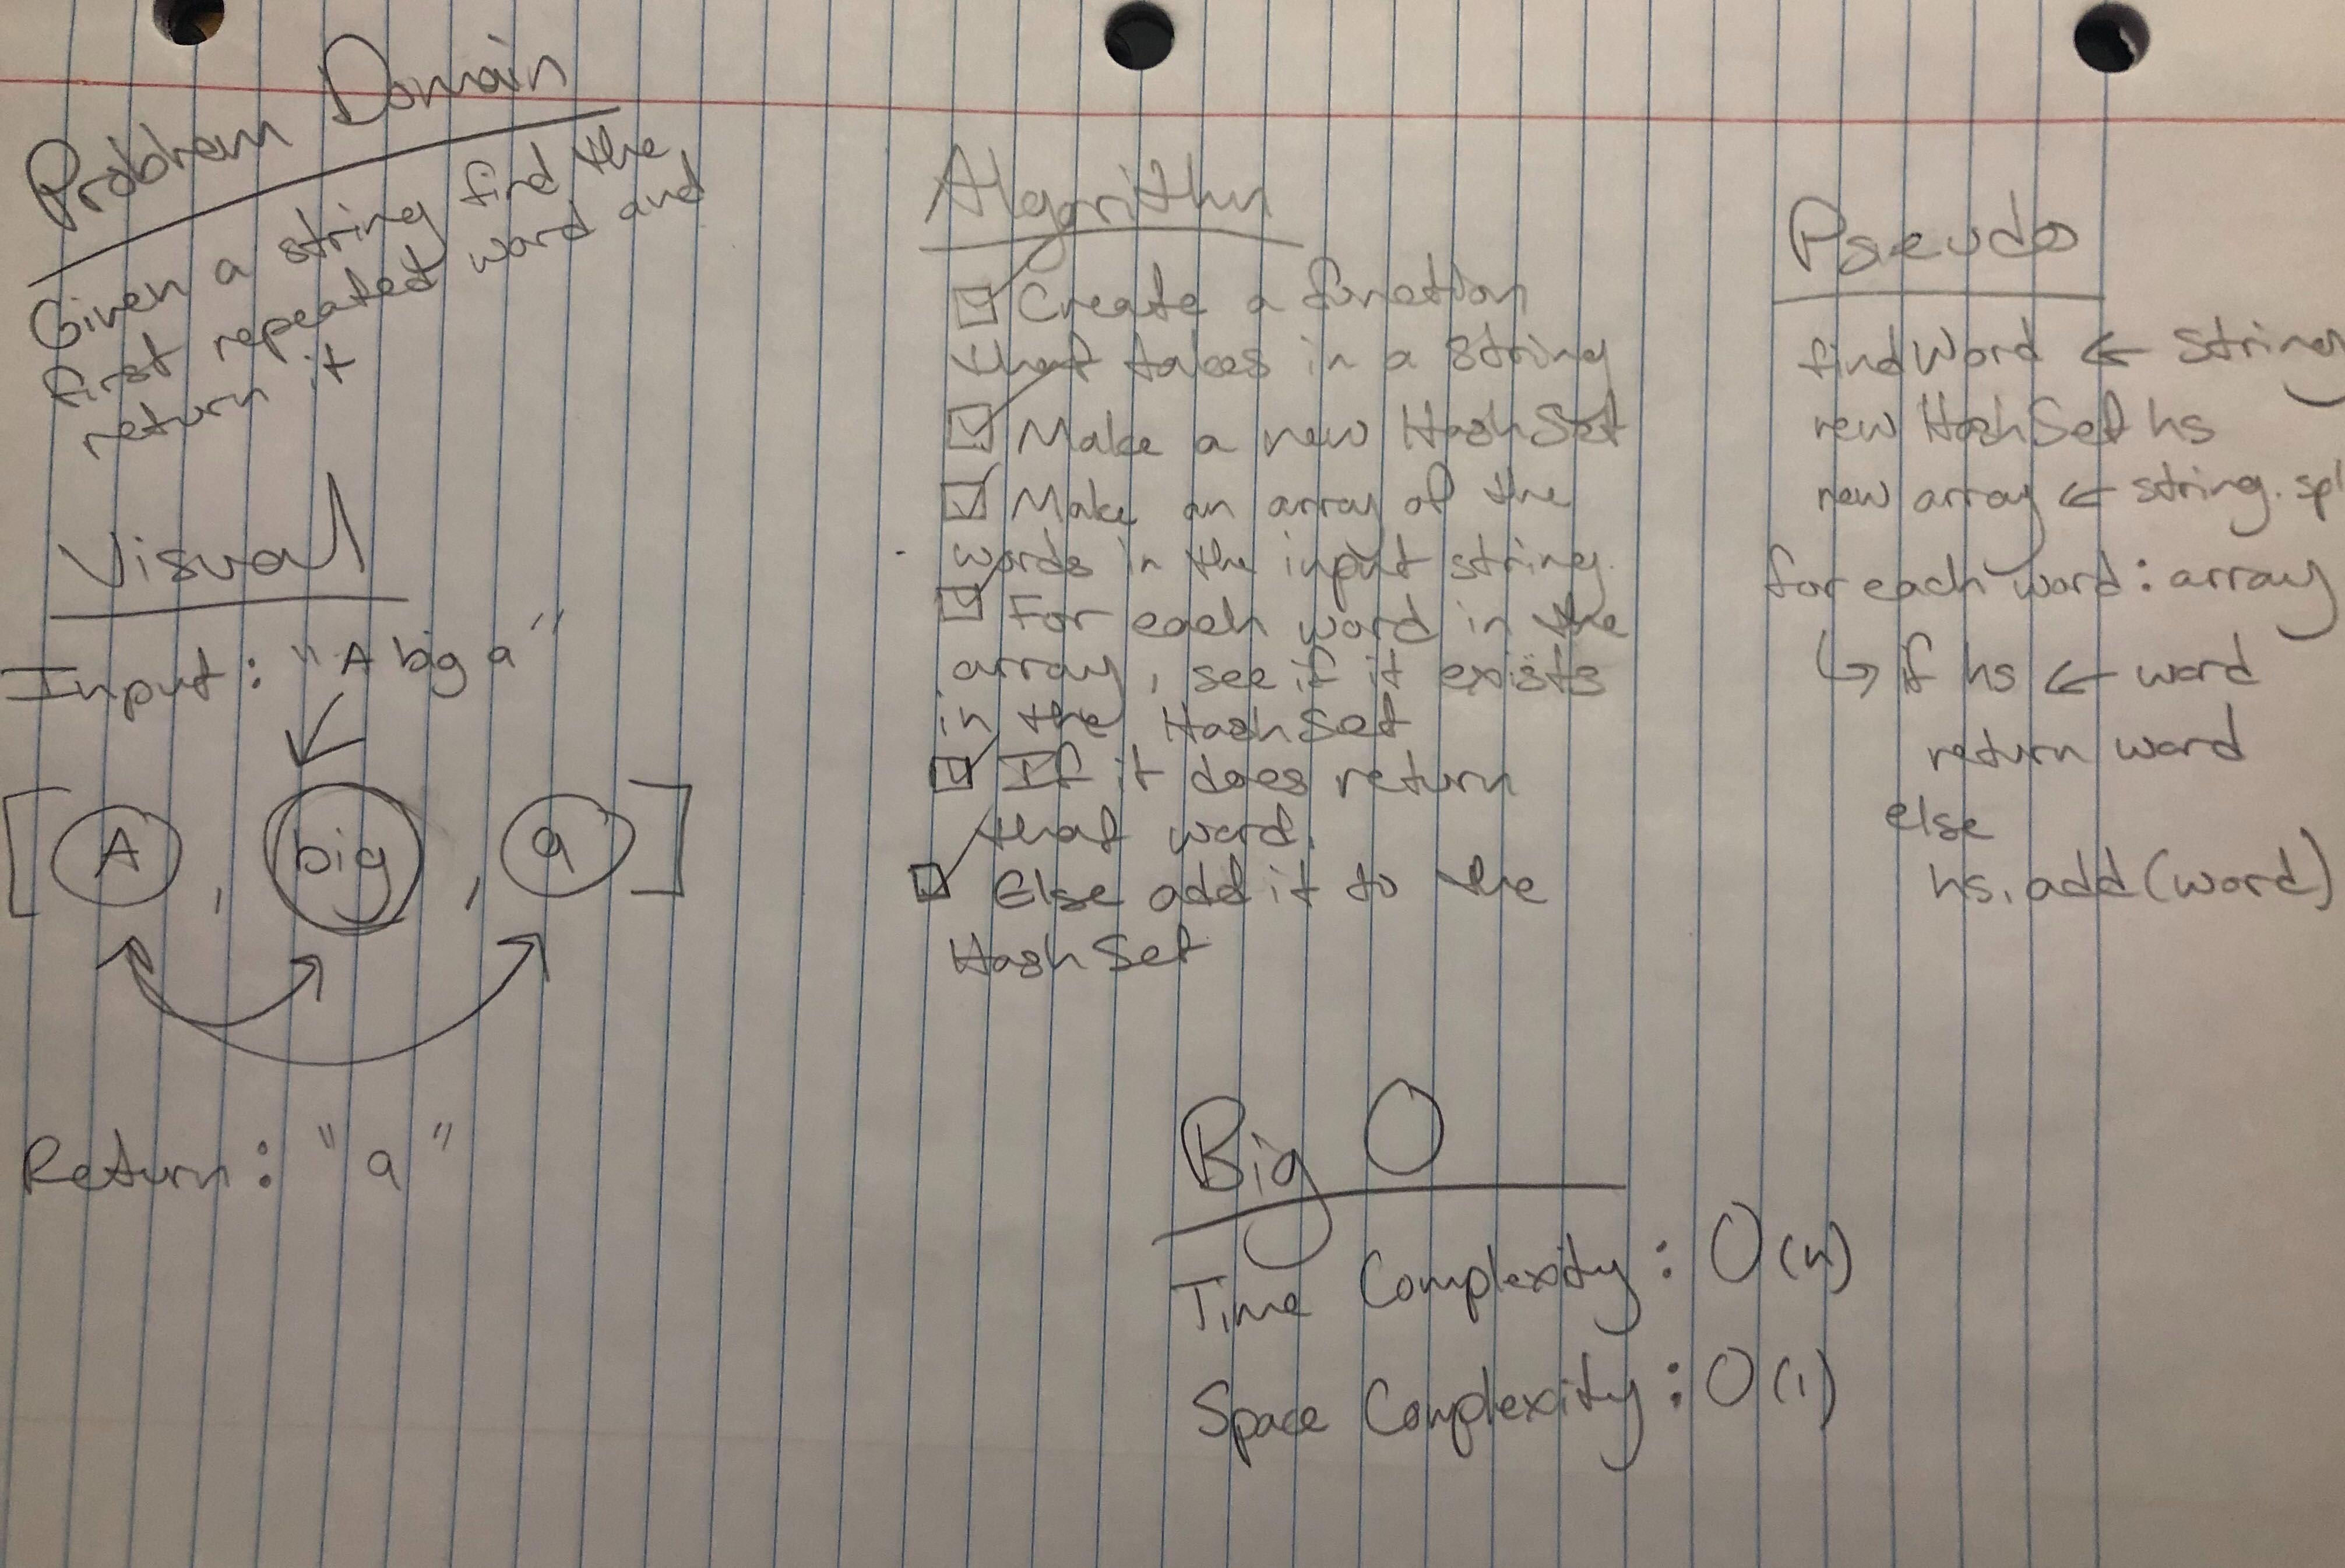 Problem Domain
Given a string find the
first repeated word and
return it
Visual
Input: "A big a"
[A, big, a]
Return: "a"
Algorithm
Create a function
that takes in a string
Make a new HashSet
Make an array of the
words in the input string.
For each word in the
array, see if it exists
in the HashSet
If it does return
that word.
Else add it to the
HashSet
Pseudo
findWord ← string
new HashSet hs
new array ← string.spl
for each word: array
↳ if hs ← word
return word
else
hs.add(word)
Big O
Time Complexity: O(n)
Space Complexity: O(1)